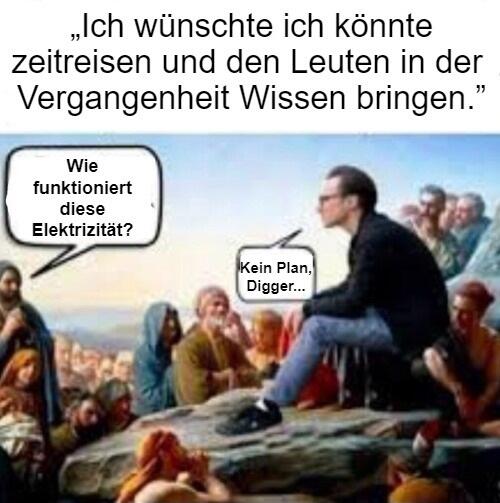 „Ich wünschte ich könnte
zeitreisen und den Leuten in der
Vergangenheit Wissen bringen.”
Wie
funktioniert
diese
Elektrizität?
Kein Plan,
Digger...